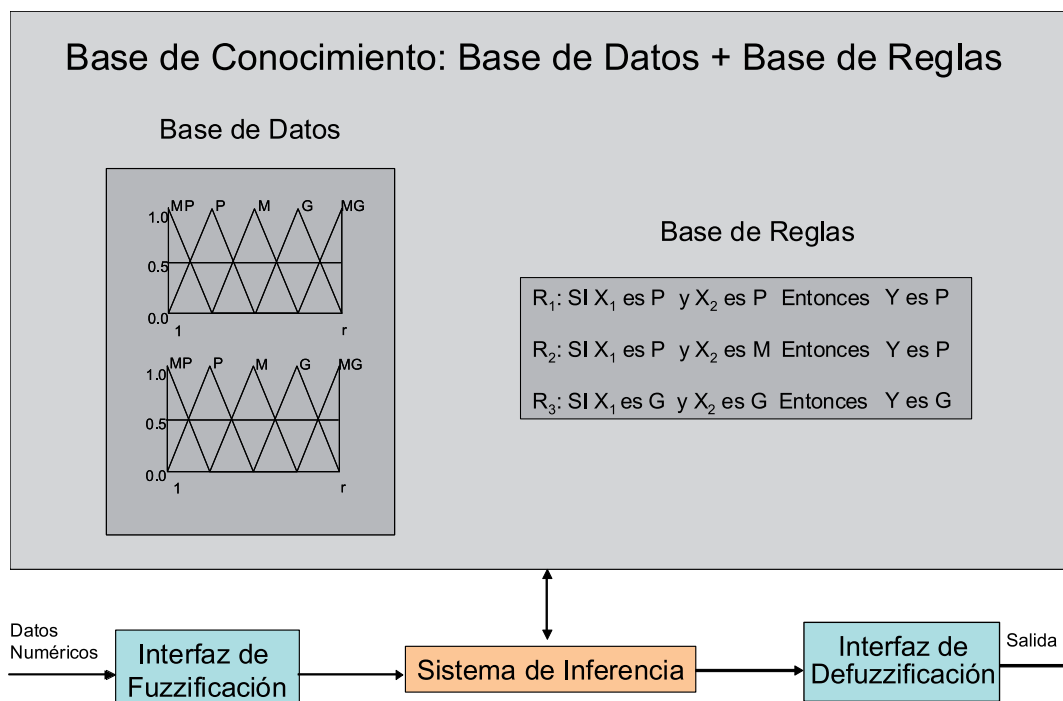 Base de Conocimiento: Base de Datos + Base de Reglas
Base de Datos
MP P M G MG
1.0
0.5
0.0
1 r
MP P M G MG
1.0
0.5
0.0
1 r
Base de Reglas
R₁: SI X₁ es P y X₂ es P Entonces Y es P
R₂: SI X₁ es P y X₂ es M Entonces Y es P
R₃: SI X₁ es G y X₂ es G Entonces Y es G
Datos
Numéricos
Interfaz de
Fuzzificación
Sistema de Inferencia
Interfaz de
Defuzzificación
Salida